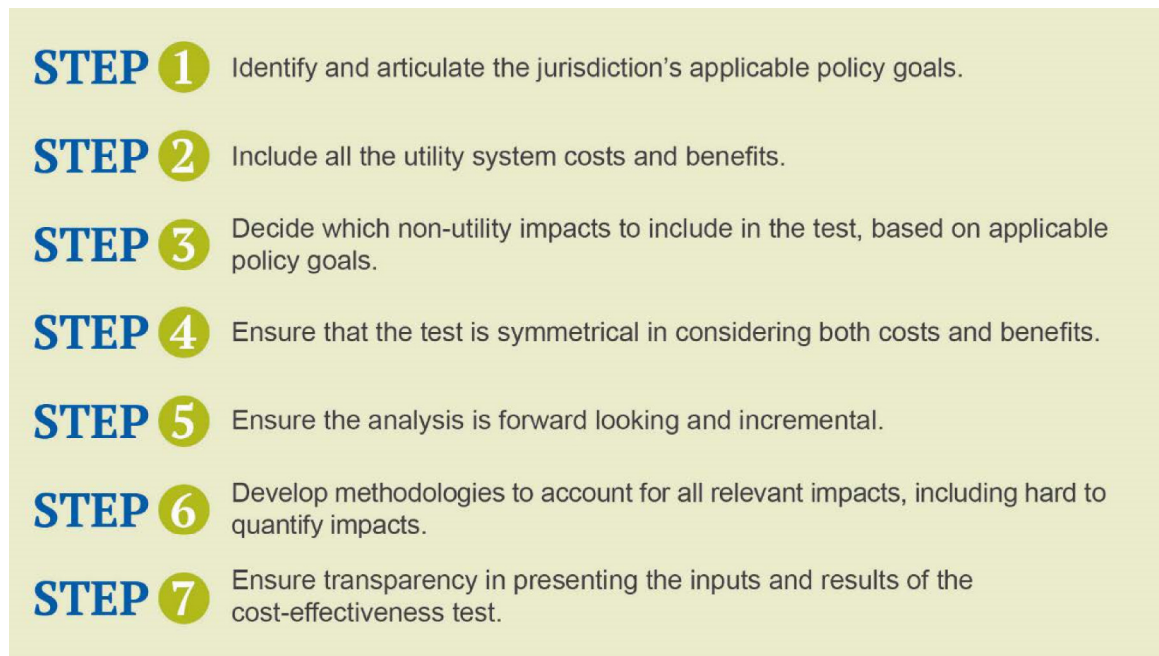 STEP 1 Identify and articulate the jurisdiction's applicable policy goals.
STEP 2 Include all the utility system costs and benefits.
STEP 3 Decide which non-utility impacts to include in the test, based on applicable
policy goals.
STEP 4 Ensure that the test is symmetrical in considering both costs and benefits.
STEP 5 Ensure the analysis is forward looking and incremental.
STEP 6 Develop methodologies to account for all relevant impacts, including hard to
quantify impacts.
STEP 7 Ensure transparency in presenting the inputs and results of the
cost-effectiveness test.